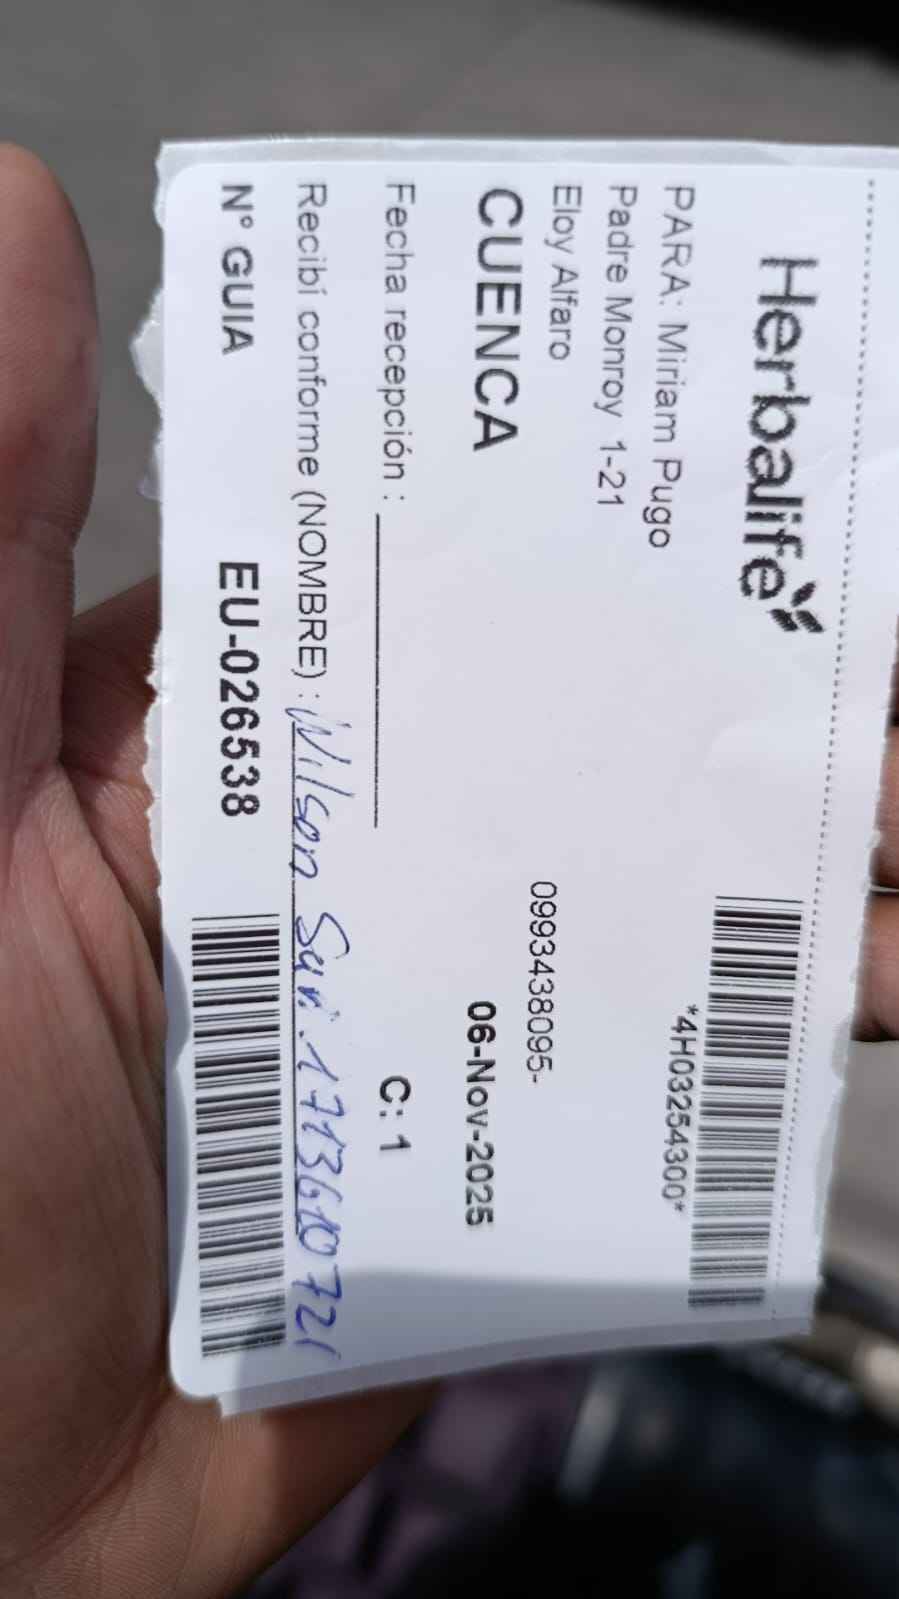 Herbalife
*4H03254300*
PARA: Miriam Pugo
Padre Monroy 1-21
Eloy Alfaro
0993438095-
CUENCA
06-Nov-2025
Fecha recepción :
C: 1
Recibí conforme (NOMBRE) : Wilson
N° GUIA
EU-026538